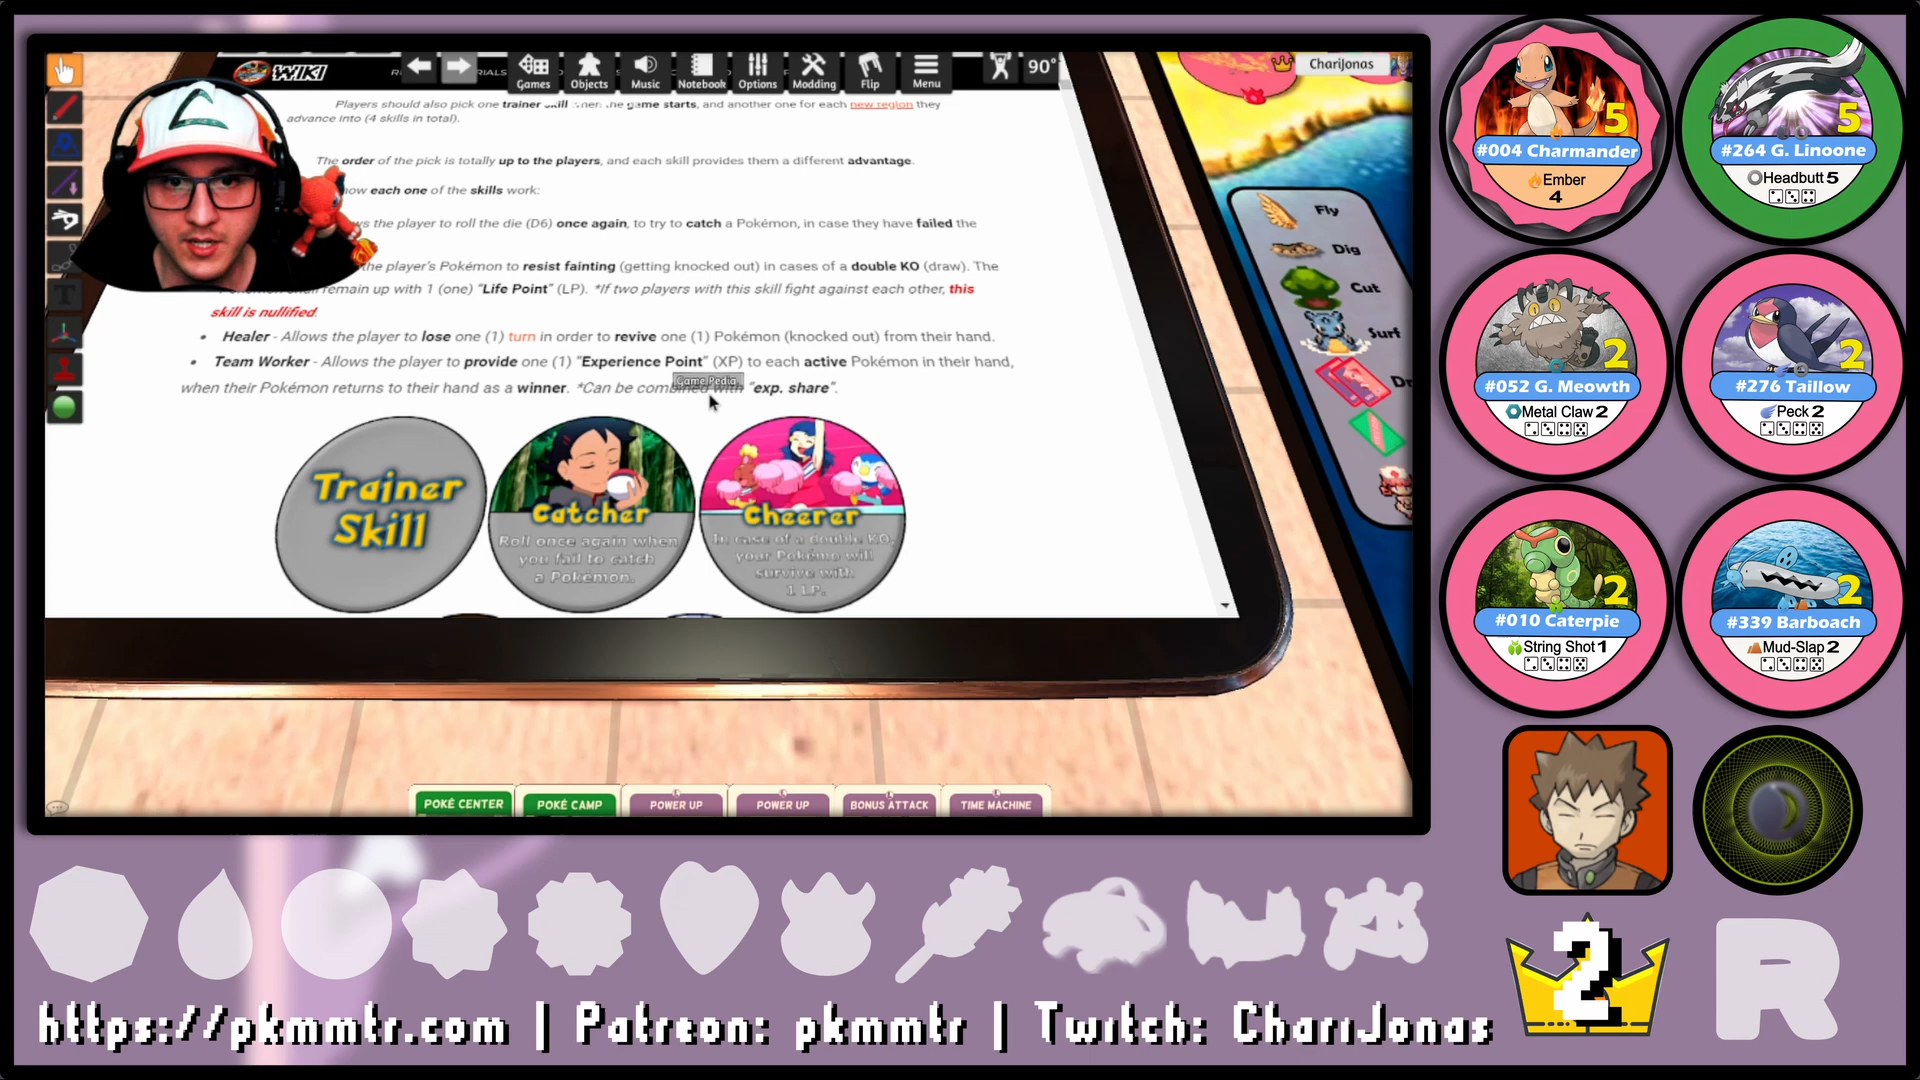 WIKI
Games Objects Music Notebook Options Modding Flip Menu
90°
CharíJonas
Players should also pick one trainer skill when the game starts, and another one for each new region they
advance into (4 skills in total).
The order of the pick is totally up to the players, and each skill provides them a different advantage.
how each one of the skills work:
the player to roll the die (D6) once again, to try to catch a Pokémon, in case they have failed the
the player's Pokémon to resist fainting (getting knocked out) in cases of a double KO (draw). The
remain up with 1 (one) "Life Point" (LP). *If two players with this skill fight against each other, this
skill is nullified.
• Healer - Allows the player to lose one (1) turn in order to revive one (1) Pokémon (knocked out) from their hand.
• Team Worker - Allows the player to provide one (1) "Experience Point" (XP) to each active Pokémon in their hand,
when their Pokémon returns to their hand as a winner. *Can be combined with "exp. share".
Game Pedia
Trainer
Skill
Catcher
Roll once again when
you fail to catch
a Pokémon.
Cheerer
In case of a double KO,
your Pokémo will
survive with
1 LP.
Fly
Dig
Cut
Surf
POKÉ CENTER
POKÉ CAMP
POWER UP
POWER UP
BONUS ATTACK
TIME MACHINE
5
#004 Charmander
Ember
4
5
#264 G. Linoone
Headbutt 5
2
#052 G. Meowth
Metal Claw 2
2
#276 Taillow
Peck 2
2
#010 Caterpie
String Shot 1
2
#339 Barboach
Mud-Slap 2
2
R
https://pkmmtr.com | Patreon: pkmmtr | Twitch: CharíJonas